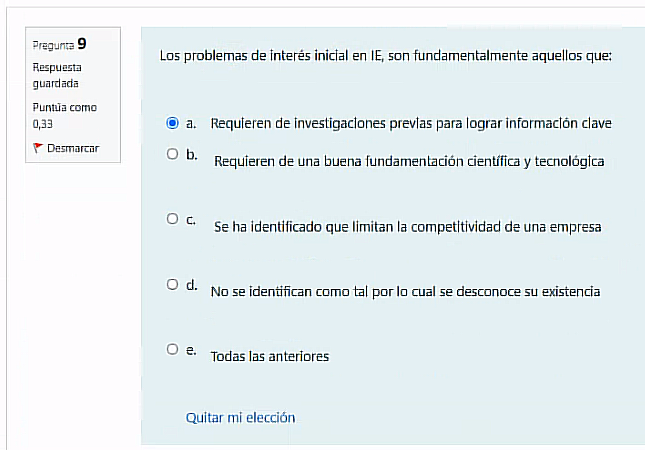 Pregunta 9
Respuesta
guardada
Puntúa como
0,33
Desmarcar
Los problemas de interés inicial en IE, son fundamentalmente aquellos que:
a. Requieren de investigaciones previas para lograr información clave
b. Requieren de una buena fundamentación científica y tecnológica
c. Se ha identificado que limitan la competitividad de una empresa
d. No se identifican como tal por lo cual se desconoce su existencia
e. Todas las anteriores
Quitar mi elección